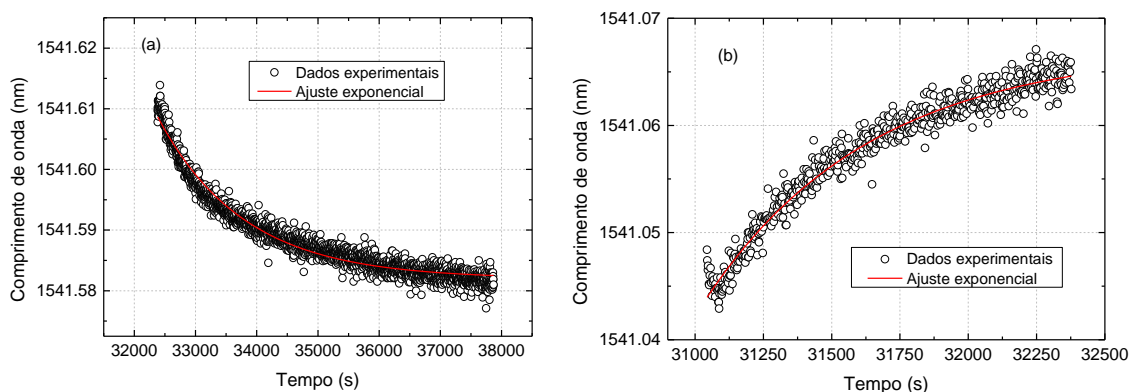 (a)
1541.62
1541.61
1541.60
1541.59
1541.58
Comprimento de onda (nm)
Dados experimentais
Ajuste exponencial
32000 33000 34000 35000 36000 37000 38000
Tempo (s)
(b)
1541.07
1541.06
1541.05
1541.04
Comprimento de onda (nm)
Dados experimentais
Ajuste exponencial
31000 31250 31500 31750 32000 32250 32500
Tempo (s)